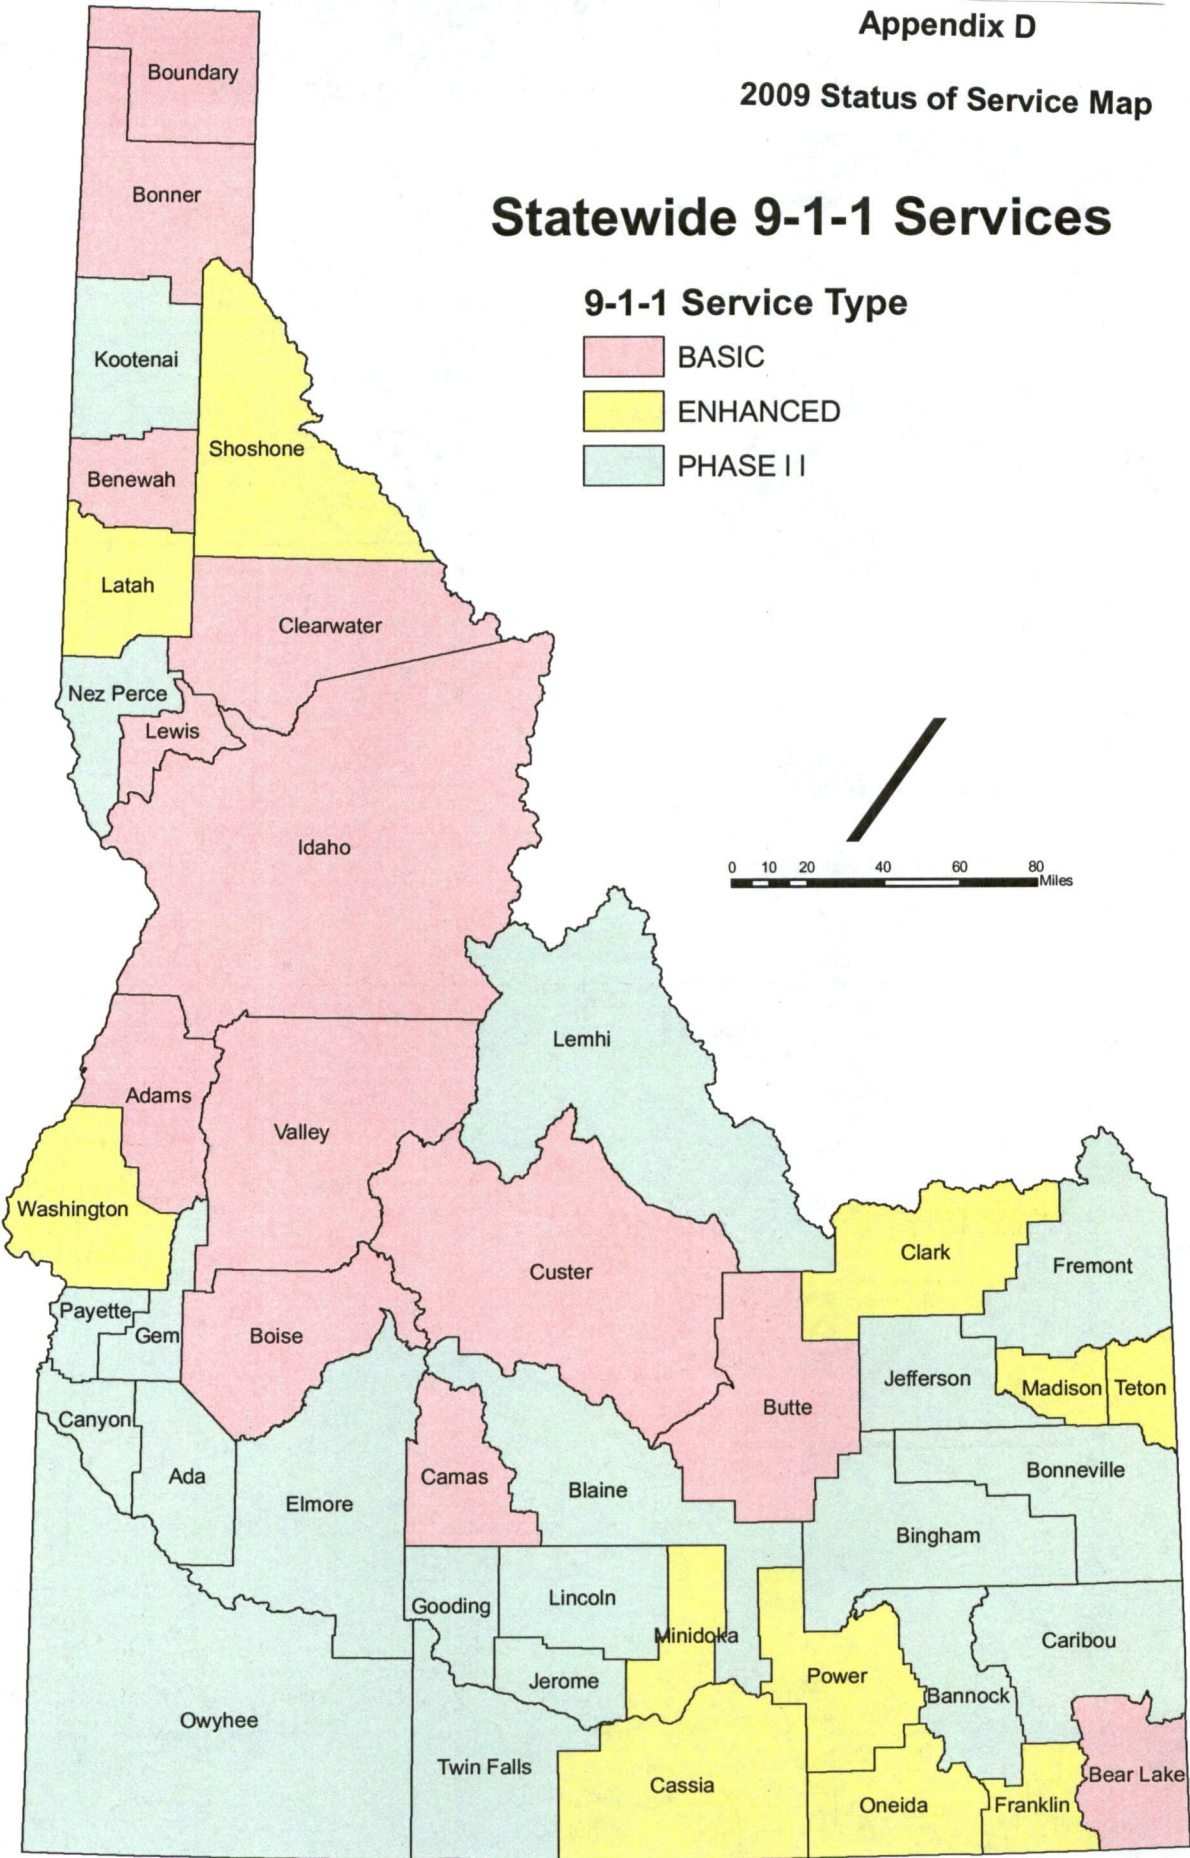 Appendix D
2009 Status of Service Map
Statewide 9-1-1 Services
9-1-1 Service Type
BASIC
ENHANCED
PHASE II
Boundary
Bonner
Kootenai
Shoshone
Benewah
Latah
Clearwater
Nez Perce
Lewis
Idaho
0 10 20 40 60 80
Miles
Lemhi
Adams
Valley
Washington
Clark
Custer
Fremont
Payette
Gem
Boise
Jefferson
Madison
Teton
Butte
Canyon
Ada
Camas
Blaine
Bonneville
Elmore
Bingham
Lincoln
Gooding
Minidoka
Caribou
Power
Jerome
Bannock
Owyhee
Twin Falls
Bear Lake
Cassia
Oneida
Franklin